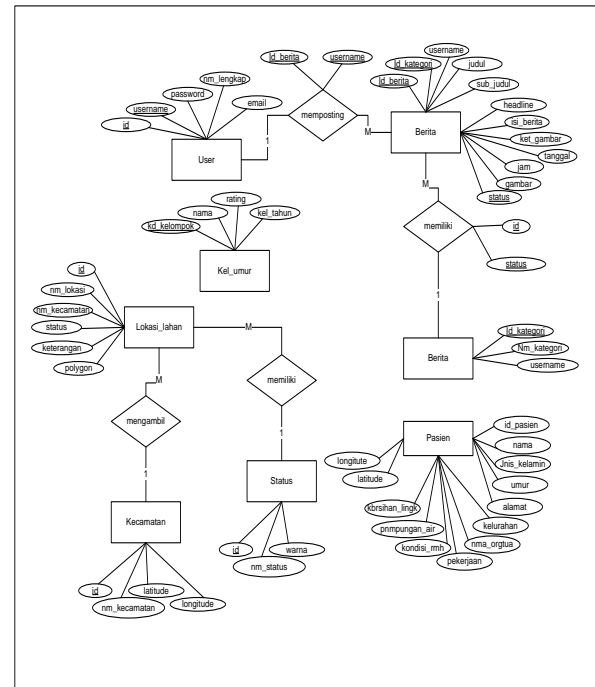 nm_lengkap
password
username
id
email
User
1
Id_berita
username
memposting
M
username
Id_kategori
judul
Id_berita
sub_judul
headline
isi_berita
ket_gambar
tanggal
jam
gambar
status
Berita
M
memiliki
id
status
1
Berita
Id_kategori
Nm_kategori
username
rating
nama
kel_tahun
kd_kelompok
Kel_umur
id
nm_lokasi
nm_kecamatan
status
keterangan
polygon
Lokasi_lahan
M
M
memiliki
mengambil
1
1
Kecamatan
id
latitude
nm_kecamatan
longitude
Status
id
warna
nm_status
Pasien
longitute
latitude
id_pasien
nama
Jnis_kelamin
umur
alamat
kelurahan
nma_orgtua
pekerjaan
kondisi_rmh
pnmpungan_air
kbrsihan_lingk